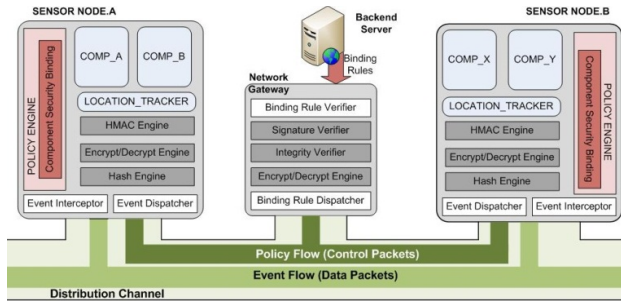 SENSOR NODE.A
Backend
Server
SENSOR NODE.B
POLICY ENGINE
Component Security Binding
COMP_A
COMP_B
LOCATION_TRACKER
HMAC Engine
Encrypt/Decrypt Engine
Hash Engine
Event Interceptor
Event Dispatcher
Binding
Rules
Network
Gateway
Binding Rule Verifier
Signature Verifier
Integrity Verifier
Encrypt/Decrypt Engine
Binding Rule Dispatcher
COMP_X
COMP_Y
LOCATION_TRACKER
HMAC Engine
Encrypt/Decrypt Engine
Hash Engine
Component Security Binding
POLICY ENGINE
Event Dispatcher
Event Interceptor
Policy Flow (Control Packets)
Event Flow (Data Packets)
Distribution Channel